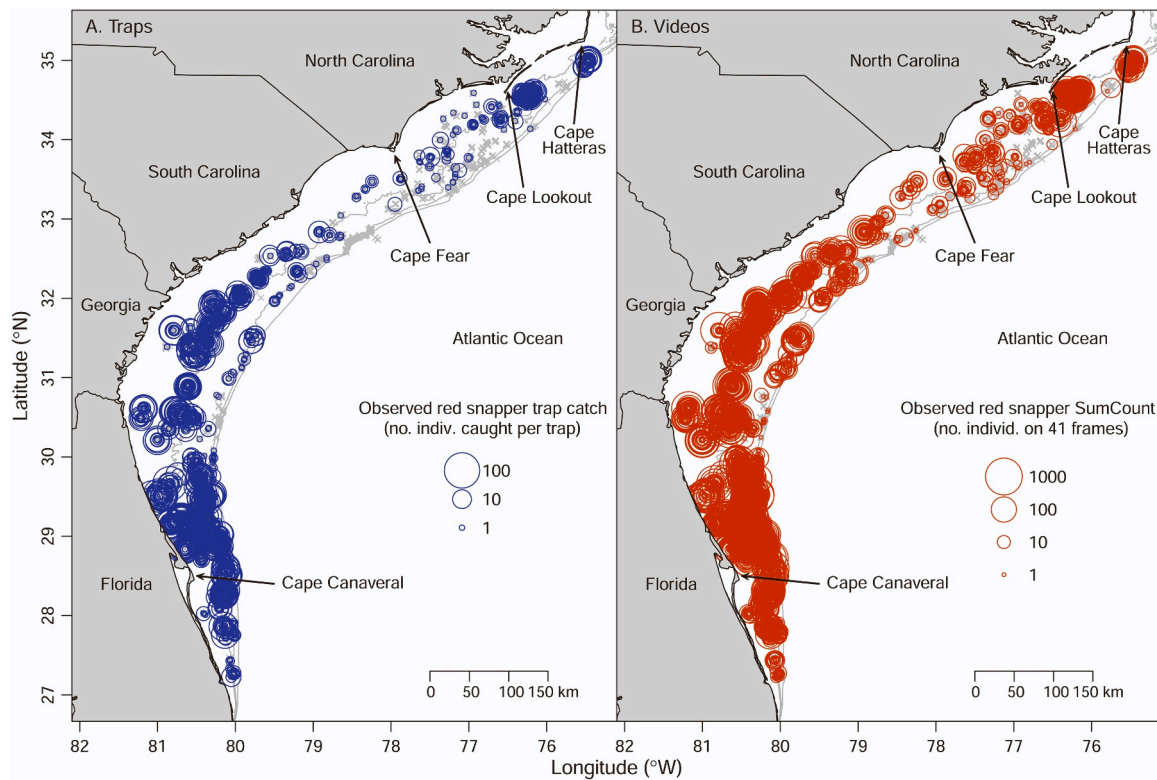 A. Traps
North Carolina
South Carolina
Cape
Hatteras
Cape Lookout
Cape Fear
Georgia
Atlantic Ocean
Observed red snapper trap catch
(no. indiv. caught per trap)
100
10
1
Florida
Cape Canaveral
0 50 100 150 km
B. Videos
North Carolina
South Carolina
Cape
Hatteras
Cape Lookout
Cape Fear
Georgia
Atlantic Ocean
Observed red snapper SumCount
(no. individ. on 41 frames)
1000
100
10
1
Florida
Cape Canaveral
0 50 100 150 km
35
34
33
32
31
30
29
28
27
Latitude (°N)
82 81 80 79 78 77 76 82 81 80 79 78 77 76
Longitude (°W)